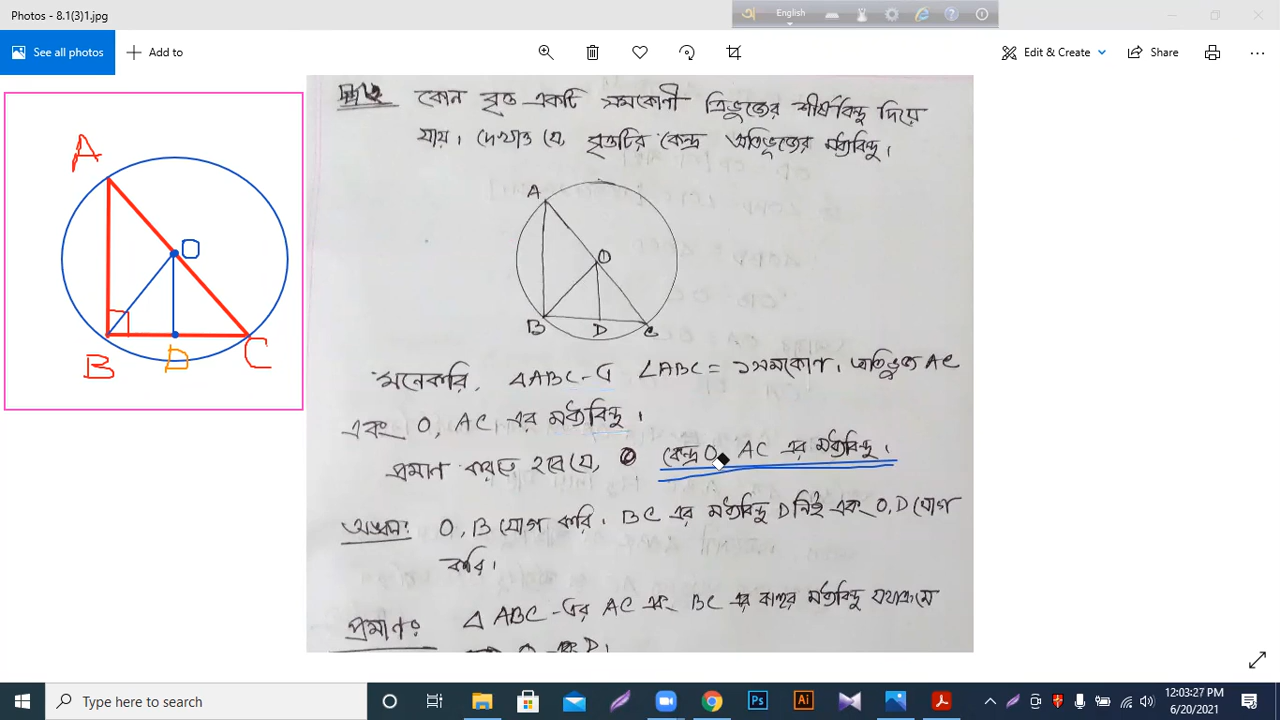 Photos - 8.1(3)1.jpg
English
See all photos
Add to
Edit & Create
Share
কোন বৃত্ত একটি সমকোণী ত্রিভুজের শীর্ষবিন্দু দিয়ে
যায়। দেখাও যে, বৃত্তটির কেন্দ্র অতিভূজের মধ্যবিন্দু।
A
O
B
D
C
A
O
B
D
C
মনেকরি, △ABC-এ ∠ABC = ১সমকোণ, অতিভূজ AC
এবং O, AC এর মধ্যবিন্দু।
প্রমাণ করতে হবে যে, কেন্দ্র O, AC এর মধ্যবিন্দু।
অঙ্কন: O, B যোগ করি। BC এর মধ্যবিন্দু D নিই এবং O, D যোগ
করি।
প্রমাণঃ △ ABC-এর AC এবং BC এর বাহুর মধ্যবিন্দু যথাক্রমে
D।
Type here to search
Ps
Ai
12:03:27 PM
6/20/2021